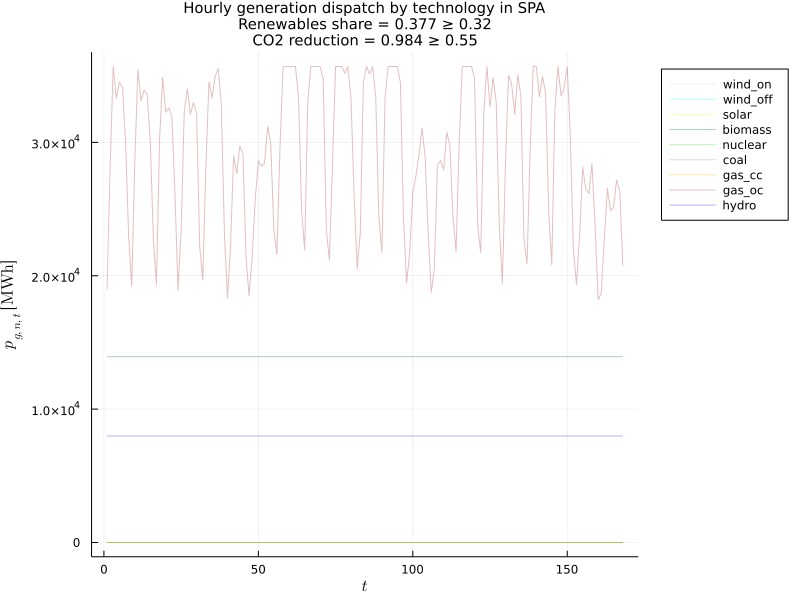 Hourly generation dispatch by technology in SPA
Renewables share = 0.377 ≥ 0.32
CO2 reduction = 0.984 ≥ 0.55
wind_on
wind_off
solar
biomass
nuclear
coal
gas_cc
gas_oc
hydro
3.0×10⁴
2.0×10⁴
1.0×10⁴
0
p_{g,n,t} [MWh]
0 50 100 150
t